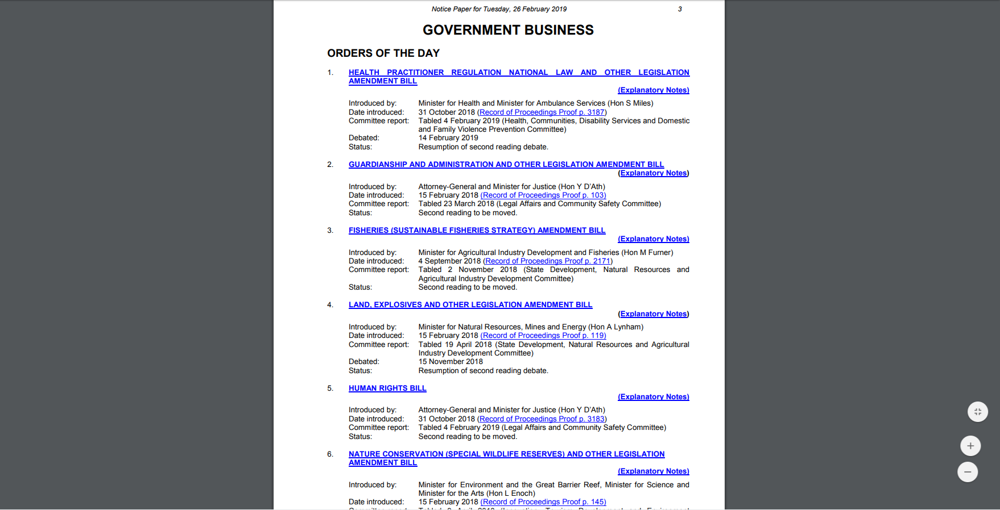 Notice Paper for Tuesday, 26 February 2019 3
GOVERNMENT BUSINESS
ORDERS OF THE DAY
1. HEALTH PRACTITIONER REGULATION NATIONAL LAW AND OTHER LEGISLATION
AMENDMENT BILL
(Explanatory Notes)
Introduced by: Minister for Health and Minister for Ambulance Services (Hon S Miles)
Date introduced: 31 October 2018 (Record of Proceedings Proof p. 3187)
Committee report: Tabled 4 February 2019 (Health, Communities, Disability Services and Domestic
and Family Violence Prevention Committee)
Debated: 14 February 2019
Status: Resumption of second reading debate.
2. GUARDIANSHIP AND ADMINISTRATION AND OTHER LEGISLATION AMENDMENT BILL
(Explanatory Notes)
Introduced by: Attorney-General and Minister for Justice (Hon Y D'Ath)
Date introduced: 15 February 2018 (Record of Proceedings Proof p. 103)
Committee report: Tabled 23 March 2018 (Legal Affairs and Community Safety Committee)
Status: Second reading to be moved.
3. FISHERIES (SUSTAINABLE FISHERIES STRATEGY) AMENDMENT BILL
(Explanatory Notes)
Introduced by: Minister for Agricultural Industry Development and Fisheries (Hon M Furner)
Date introduced: 4 September 2018 (Record of Proceedings Proof p. 2171)
Committee report: Tabled 2 November 2018 (State Development, Natural Resources and
Agricultural Industry Development Committee)
Status: Second reading to be moved.
4. LAND, EXPLOSIVES AND OTHER LEGISLATION AMENDMENT BILL
(Explanatory Notes)
Introduced by: Minister for Natural Resources, Mines and Energy (Hon A Lynham)
Date introduced: 15 February 2018 (Record of Proceedings Proof p. 119)
Committee report: Tabled 19 April 2018 (State Development, Natural Resources and Agricultural
Industry Development Committee)
Debated: 15 November 2018
Status: Resumption of second reading debate.
5. HUMAN RIGHTS BILL
(Explanatory Notes)
Introduced by: Attorney-General and Minister for Justice (Hon Y D'Ath)
Date introduced: 31 October 2018 (Record of Proceedings Proof p. 3183)
Committee report: Tabled 4 February 2019 (Legal Affairs and Community Safety Committee)
Status: Second reading to be moved.
6. NATURE CONSERVATION (SPECIAL WILDLIFE RESERVES) AND OTHER LEGISLATION
AMENDMENT BILL
(Explanatory Notes)
Introduced by: Minister for Environment and the Great Barrier Reef, Minister for Science and
Minister for the Arts (Hon L Enoch)
Date introduced: 15 February 2018 (Record of Proceedings Proof p. 145)